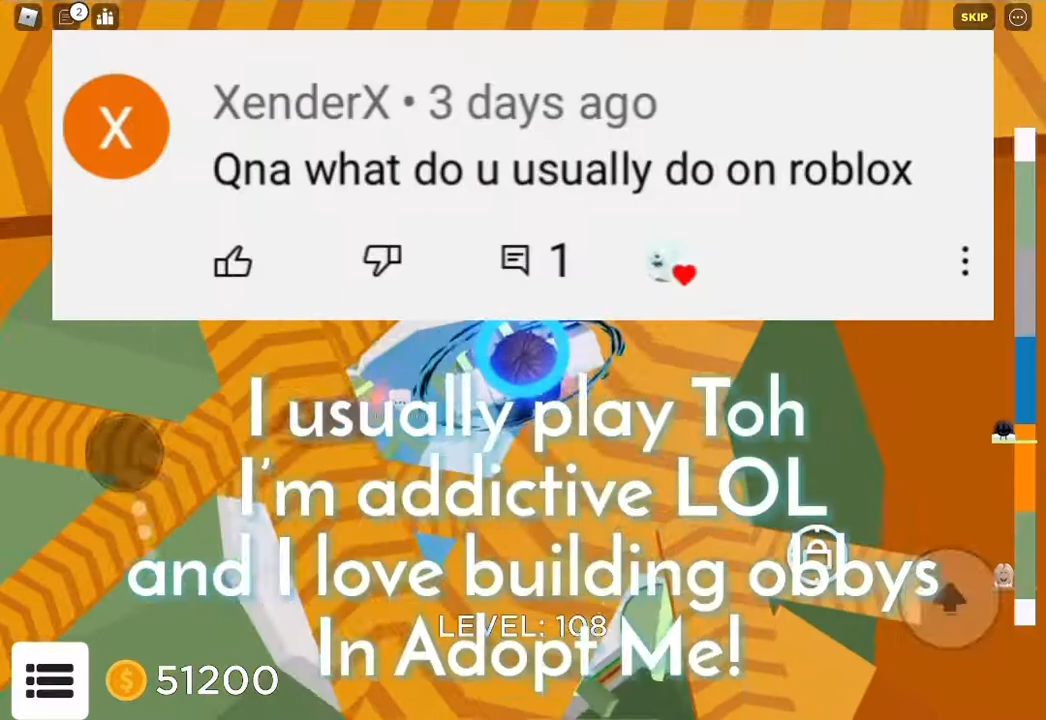 2
SKIP
X
XenderX • 3 days ago
Qna what do u usually do on roblox
1
I usually play Toh
I'm addictive LOL
and I love building obbys
LEVEL: 108
In Adopt Me!
51200